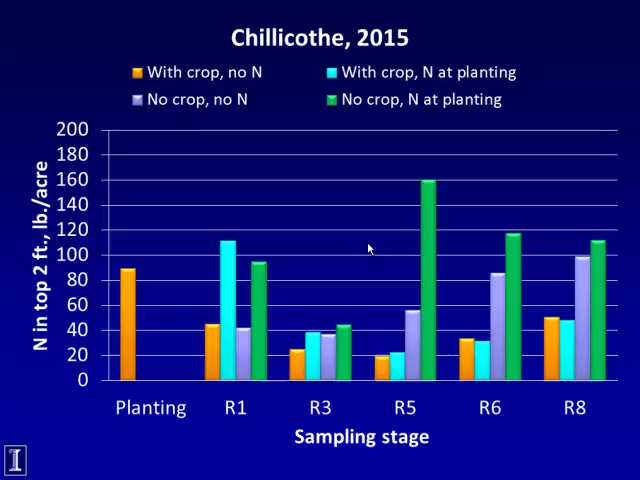 Chillicothe, 2015
With crop, no N
With crop, N at planting
No crop, no N
No crop, N at planting
N in top 2 ft., lb./acre
200
180
160
140
120
100
80
60
40
20
0
Planting R1 R3 R5 R6 R8
Sampling stage
I